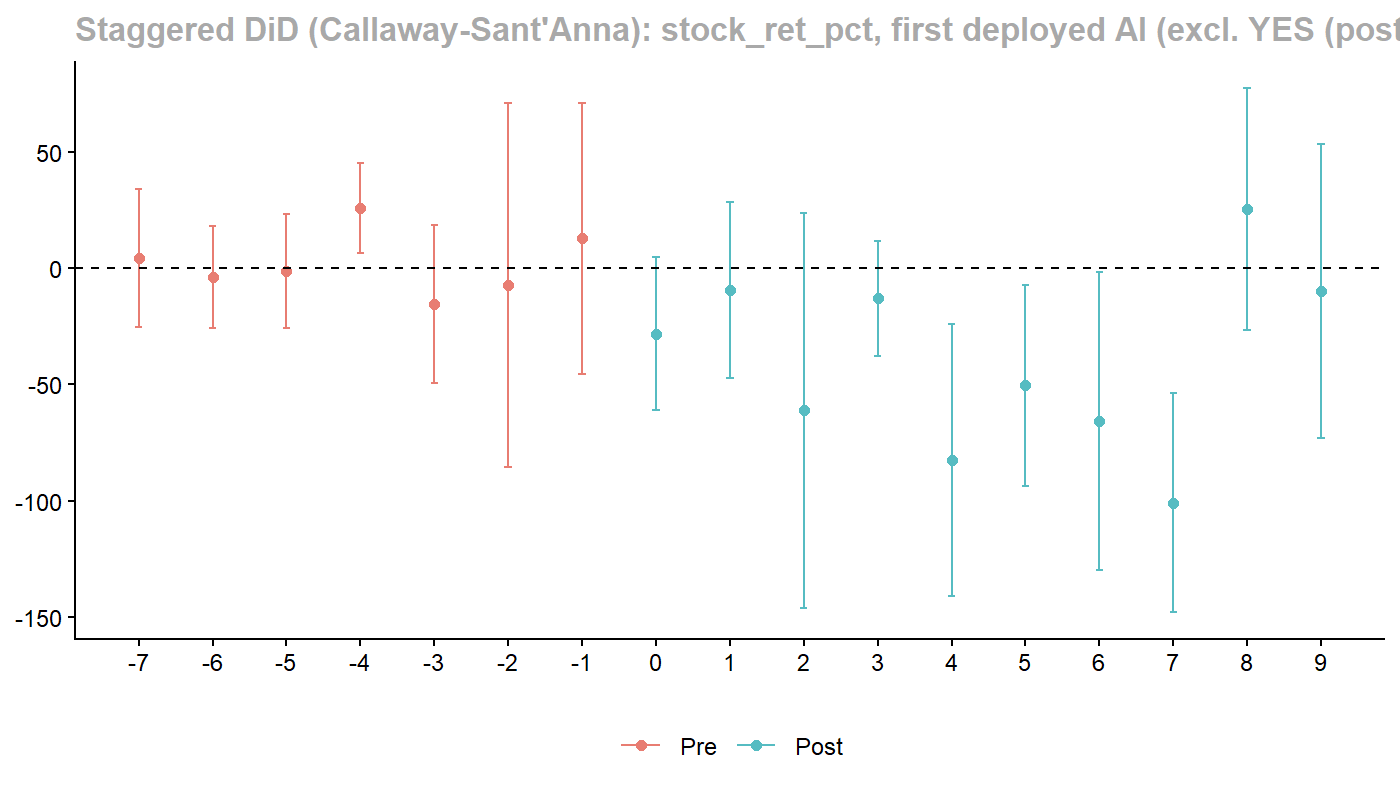 Staggered DiD (Callaway-Sant'Anna): stock_ret_pct, first deployed AI (excl. YES (post
50
0
-50
-100
-150
-7 -6 -5 -4 -3 -2 -1 0 1 2 3 4 5 6 7 8 9
Pre Post